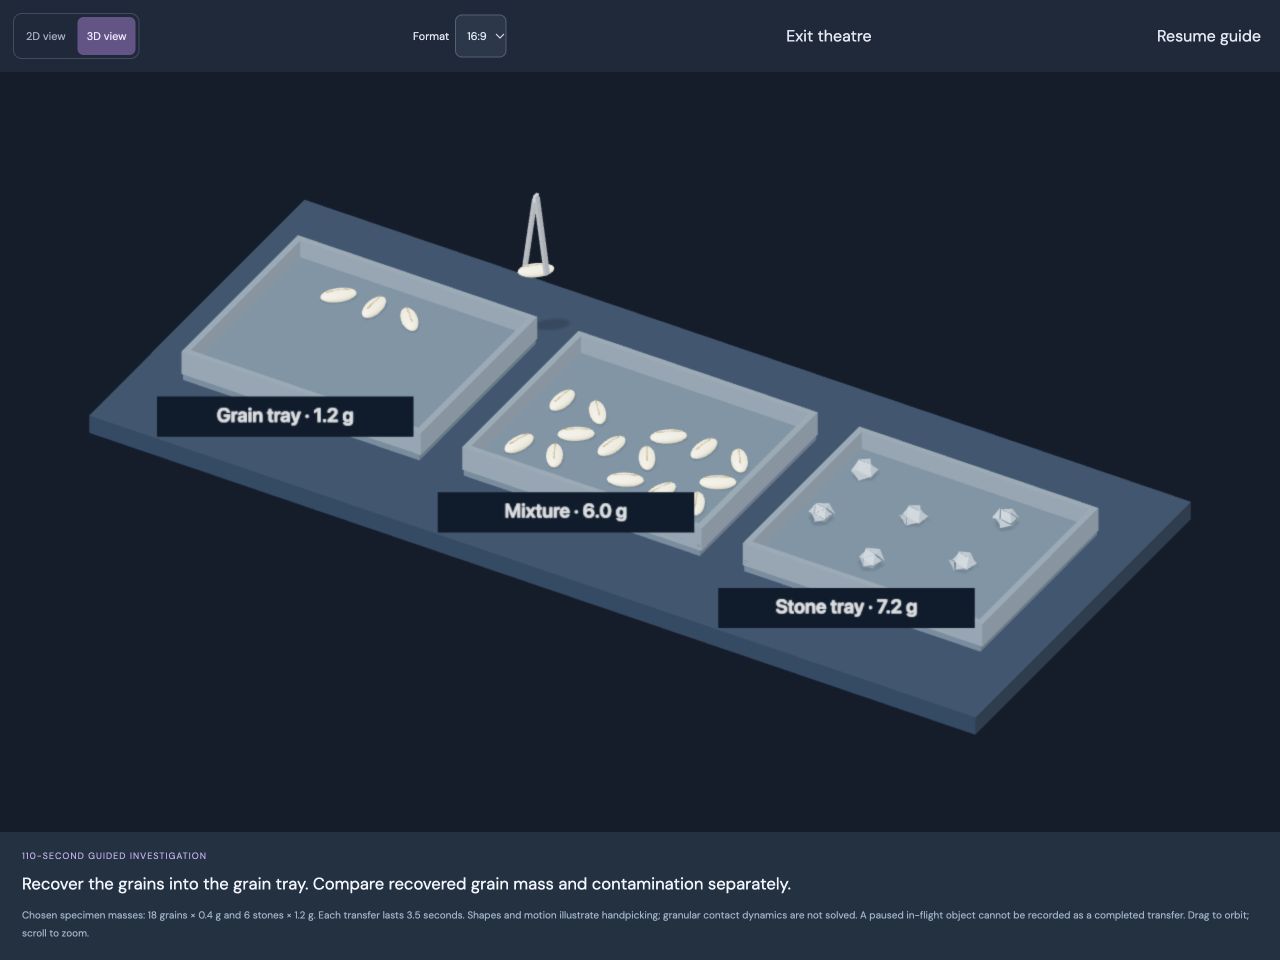 2D view
3D view
Format
16:9
Exit theatre
Resume guide
Grain tray · 1.2 g
Mixture · 6.0 g
Stone tray · 7.2 g
110-SECOND GUIDED INVESTIGATION
Recover the grains into the grain tray. Compare recovered grain mass and contamination separately.
Chosen specimen masses: 18 grains × 0.4 g and 6 stones × 1.2 g. Each transfer lasts 3.5 seconds. Shapes and motion illustrate handpicking; granular contact dynamics are not solved. A paused in-flight object cannot be recorded as a completed transfer. Drag to orbit;
scroll to zoom.